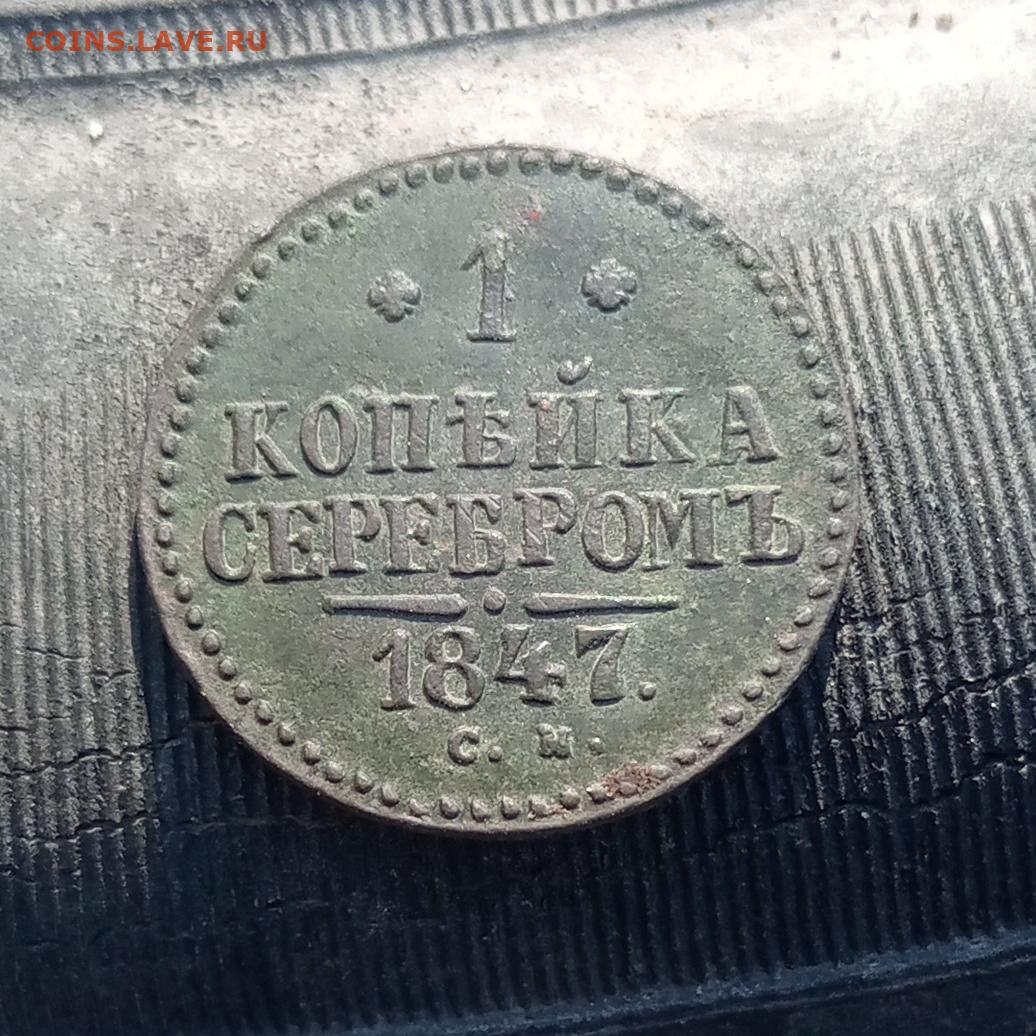 COINS.LAVE.RU
1
КОПѢЙКА
СЕРЕБРОМЪ
1847.
С. М.